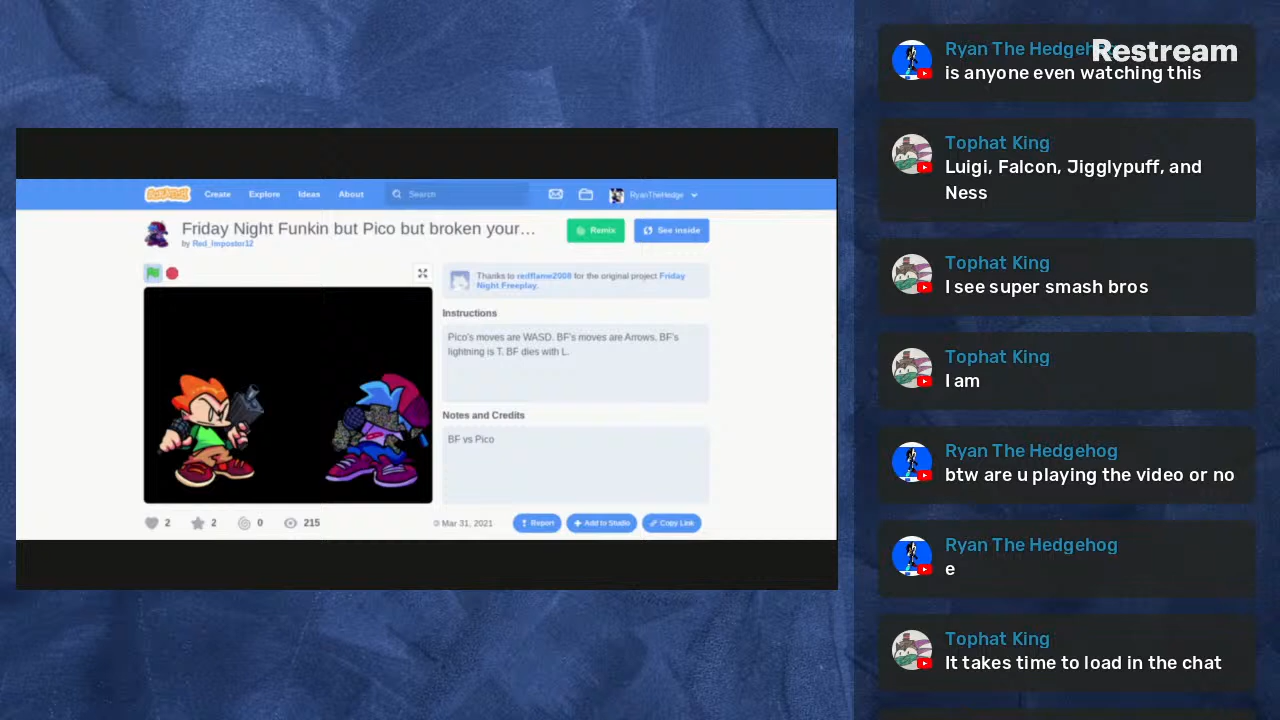 SCRATCH
Create
Explore
Ideas
About
Search
RyanTheHedge
Friday Night Funkin but Pico but broken your…
by Red_Impostor12
Remix
See inside
Thanks to redflame2008 for the original project Friday
Night Freeplay.
Instructions
Pico's moves are WASD. BF's moves are Arrows. BF's
lightning is T. BF dies with L.
Notes and Credits
BF vs Pico
2
2
0
215
© Mar 31, 2021
Report
Add to Studio
Copy Link
Restream
Ryan The Hedgehog
is anyone even watching this
Tophat King
Luigi, Falcon, Jigglypuff, and
Ness
Tophat King
I see super smash bros
Tophat King
I am
Ryan The Hedgehog
btw are u playing the video or no
Ryan The Hedgehog
e
Tophat King
It takes time to load in the chat